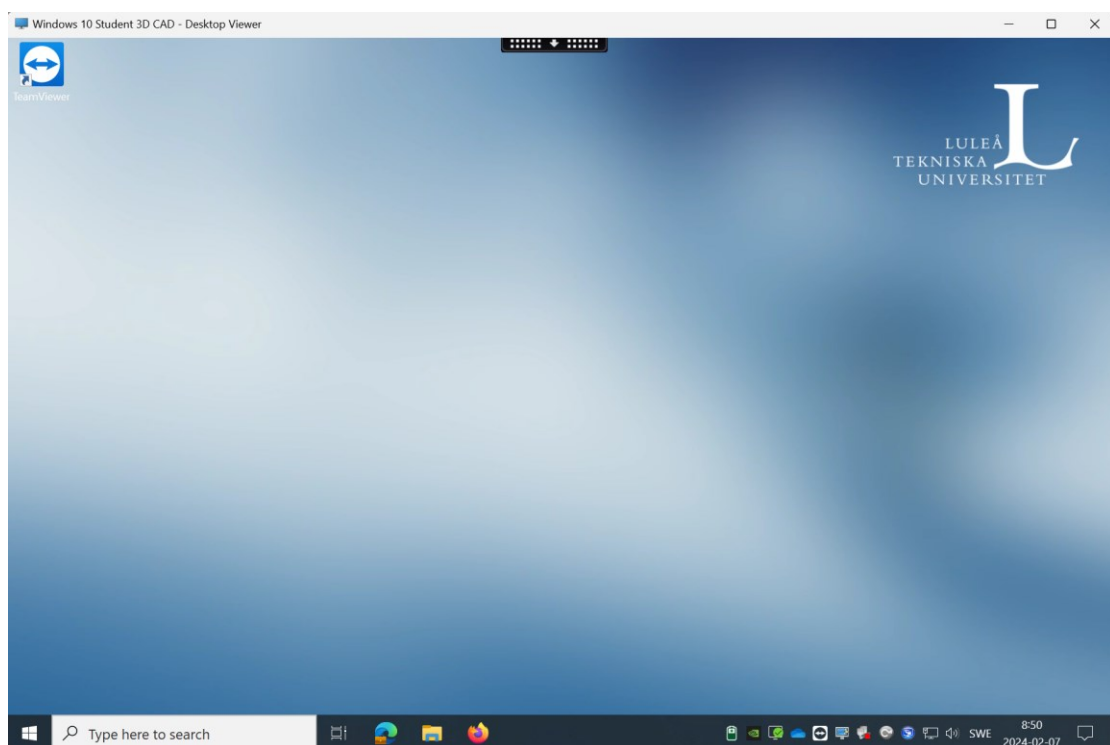 Windows 10 Student 3D CAD - Desktop Viewer
TeamViewer
LULEÅ
TEKNISKA
UNIVERSITET
Type here to search
SWE
8:50
2024-02-07